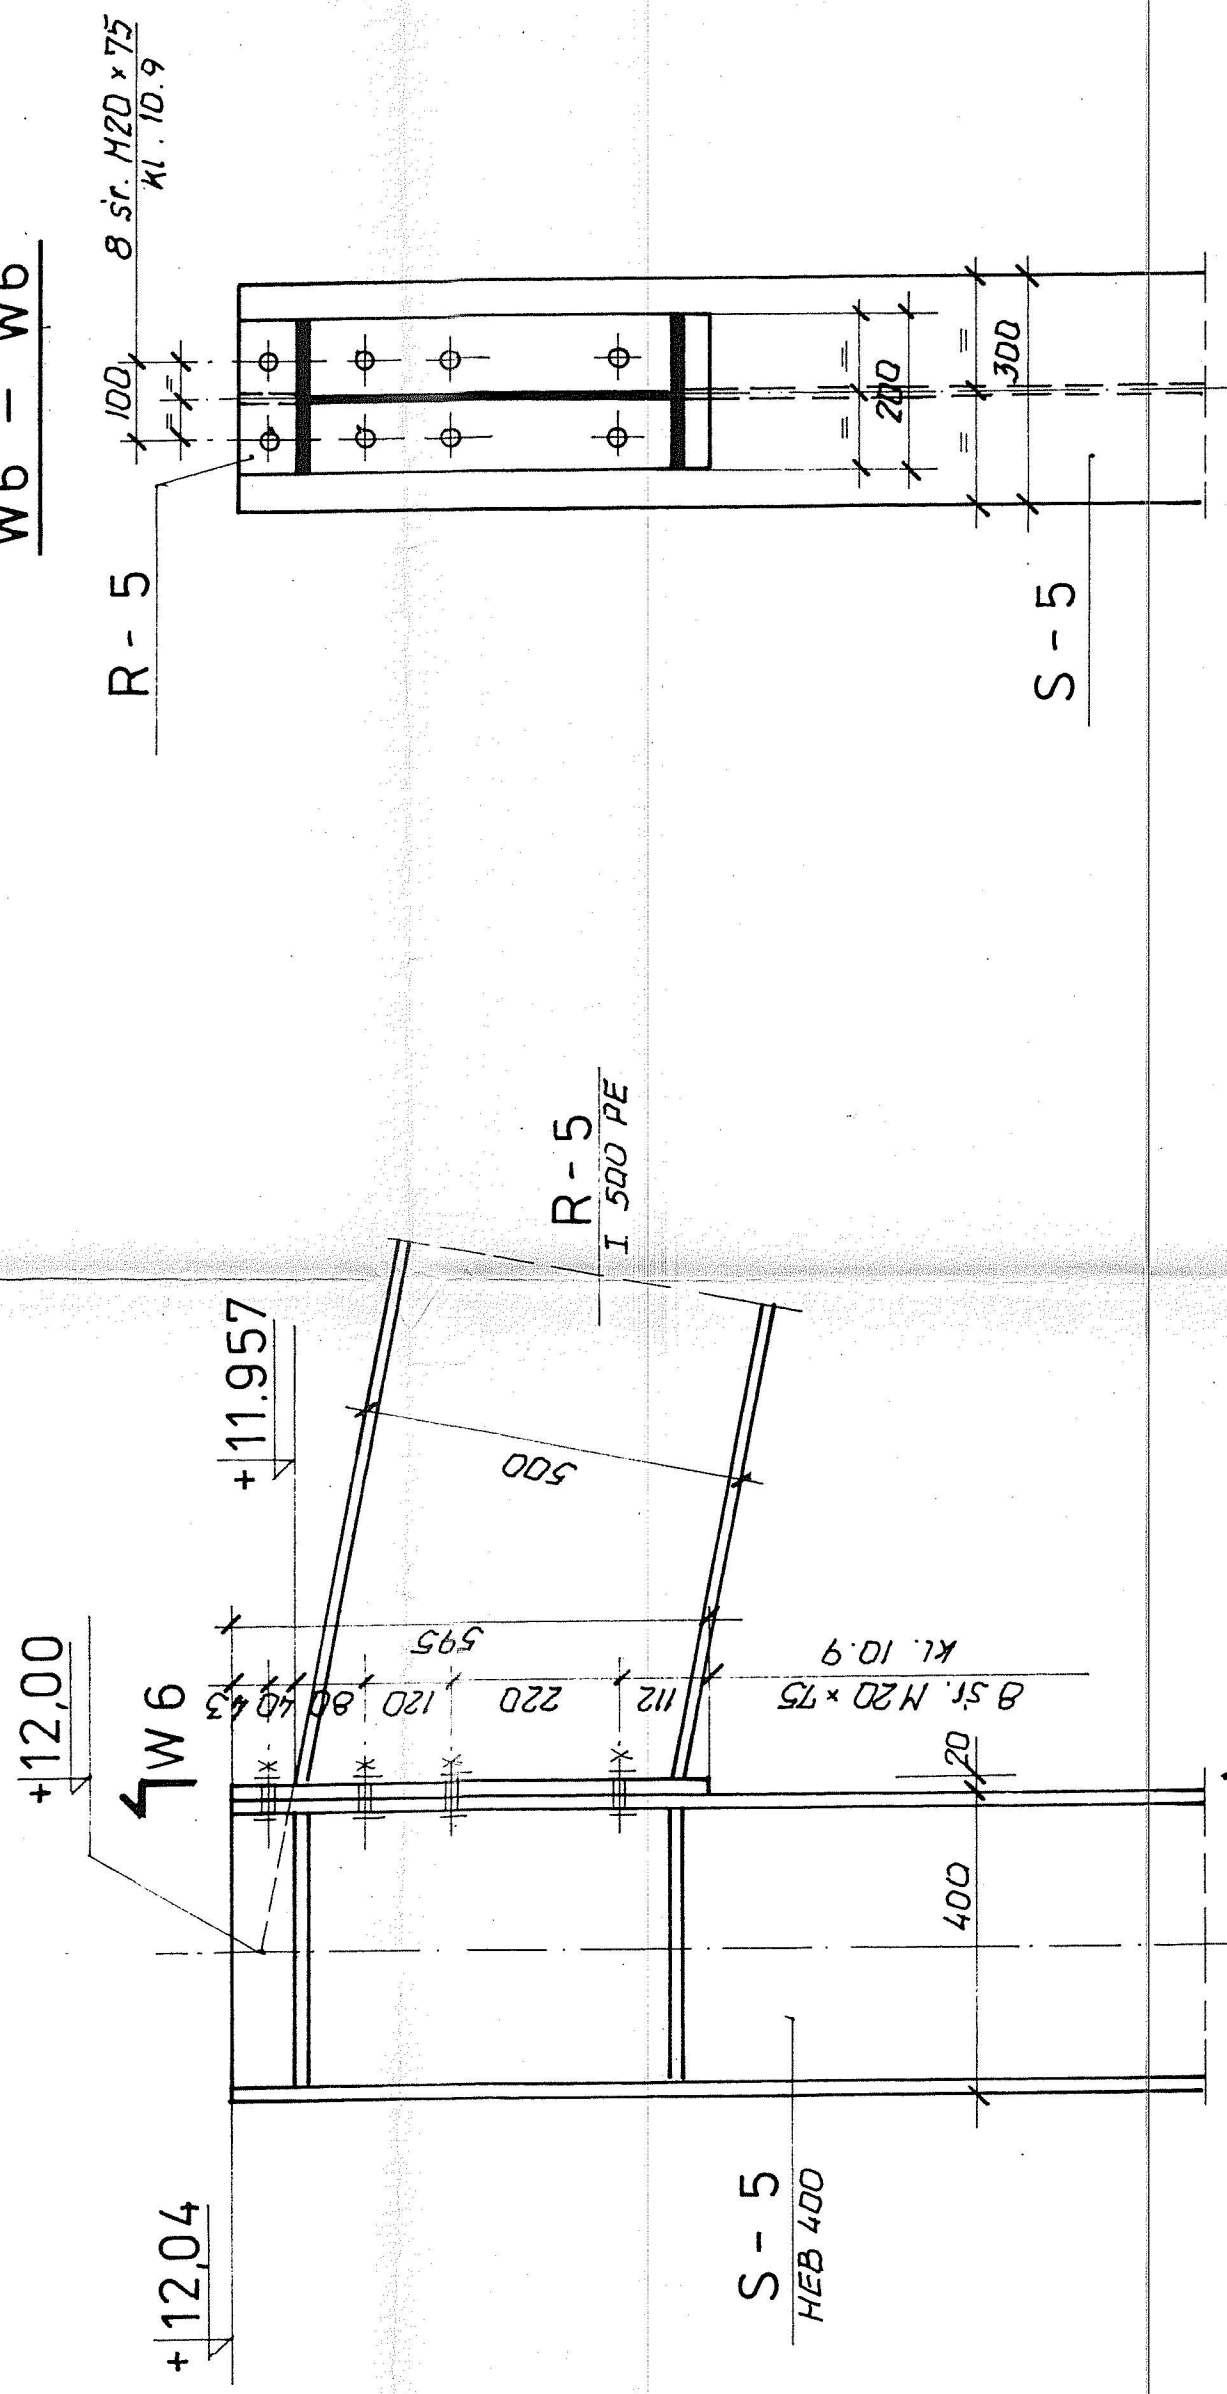 W6 – W6
8 śr. M20 × 75
kl. 10.9
100
= =
R - 5
= =
200
= =
300
S - 5
+12,00
W 6
+11.957
43
40
40
80
120
220
112
595
8 śr. M20 × 75
kl. 10.9
500
R - 5
I 500 PE
20
400
+12,04
S - 5
HEB 400